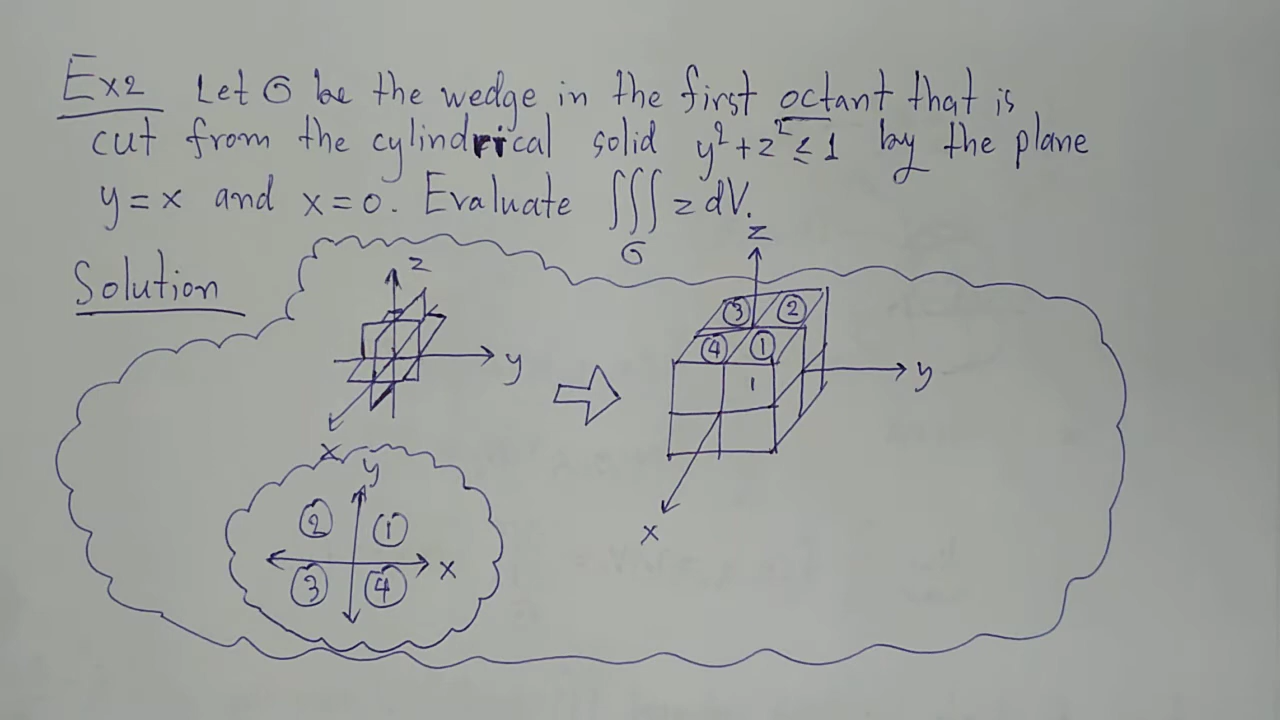 Ex2 Let G be the wedge in the first octant that is
cut from the cylindrical solid y²+z² ≤ 1 by the plane
y = x and x = 0. Evaluate ∭_G z dV.
Solution
z
y
x
z
③ ②
④ ①
1
y
x
y
② ①
x
③ ④